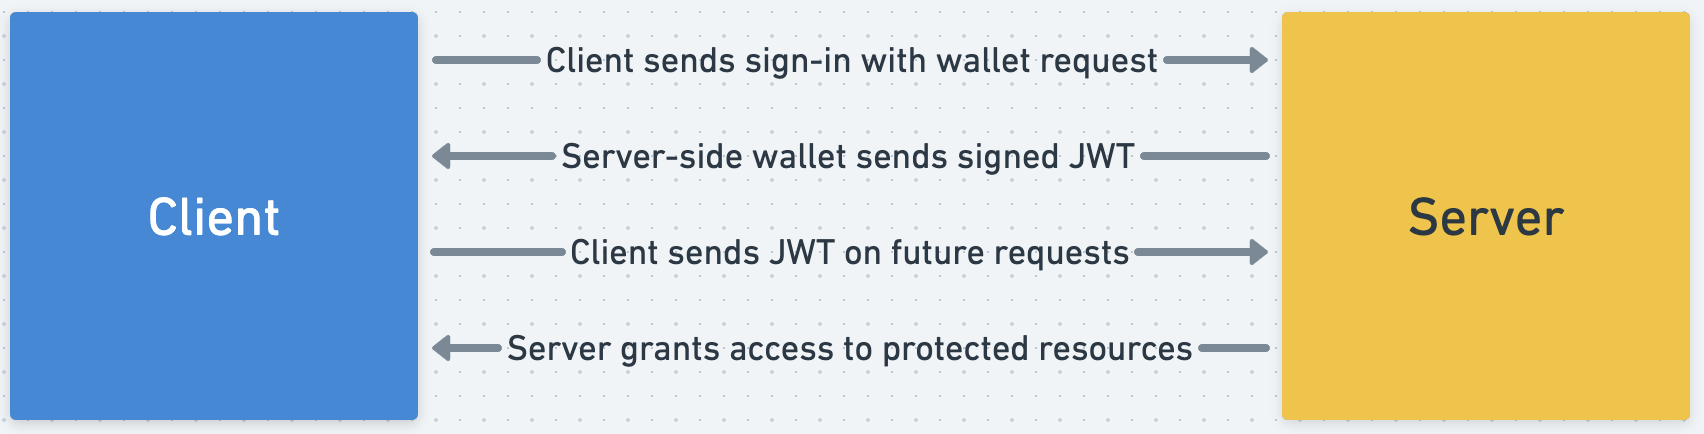 Client sends sign-in with wallet request
Server-side wallet sends signed JWT
Client
Server
Client sends JWT on future requests
Server grants access to protected resources